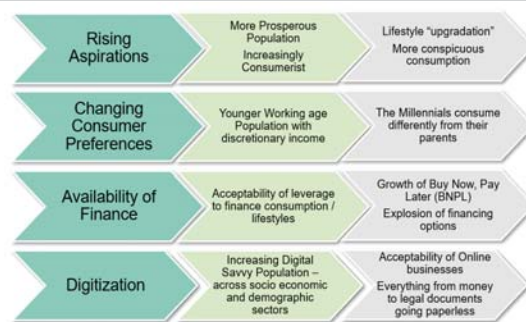 Rising
Aspirations
More Prosperous
Population
Increasingly
Consumerist
Lifestyle “upgradation”
More conspicuous
consumption
Changing
Consumer
Preferences
Younger Working age
Population with
discretionary income
The Millennials consume
differently from their
parents
Availability of
Finance
Acceptability of leverage
to finance consumption /
lifestyles
Growth of Buy Now, Pay
Later (BNPL)
Explosion of financing
options
Digitization
Increasing Digital
Savvy Population –
across socio economic
and demographic
sectors
Acceptability of Online
businesses
Everything from money
to legal documents
going paperless